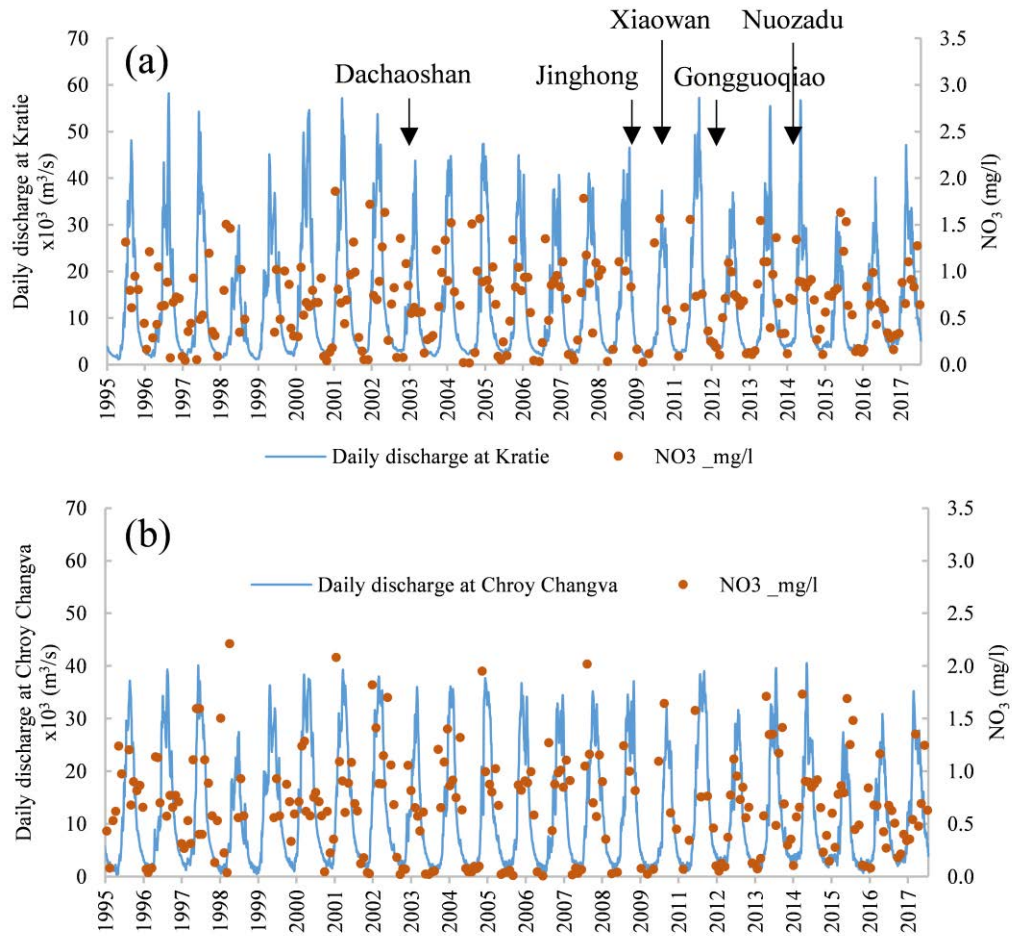 Xiaowan Nuozadu
70 3.5
(a)
Dachaoshan Jinghong Gongguoqiao
60 3.0
50 2.5
40 2.0
30 1.5
20 1.0
10 0.5
0 0.0
Daily discharge at Kratie
x10³ (m³/s)
NO₃ (mg/l)
1995 1996 1997 1998 1999 2000 2001 2002 2003 2004 2005 2006 2007 2008 2009 2010 2011 2012 2013 2014 2015 2016 2017
Daily discharge at Kratie NO3 _mg/l
70 3.5
(b)
60 3.0
Daily discharge at Chroy Changva NO3 _mg/l
50 2.5
40 2.0
30 1.5
20 1.0
10 0.5
0 0.0
Daily discharge at Chroy Changva
x10³ (m³/s)
NO₃ (mg/l)
1995 1996 1997 1998 1999 2000 2001 2002 2003 2004 2005 2006 2007 2008 2009 2010 2011 2012 2013 2014 2015 2016 2017